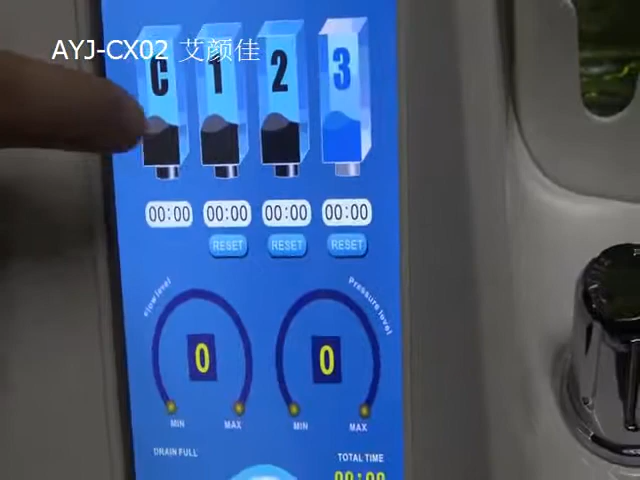 AYJ-CX02 艾颜佳
C 1 2 3
00:00 00:00 00:00 00:00
RESET RESET RESET
Flow level Pressure level
0 0
MIN MAX MIN MAX
DRAIN FULL TOTAL TIME
00:00